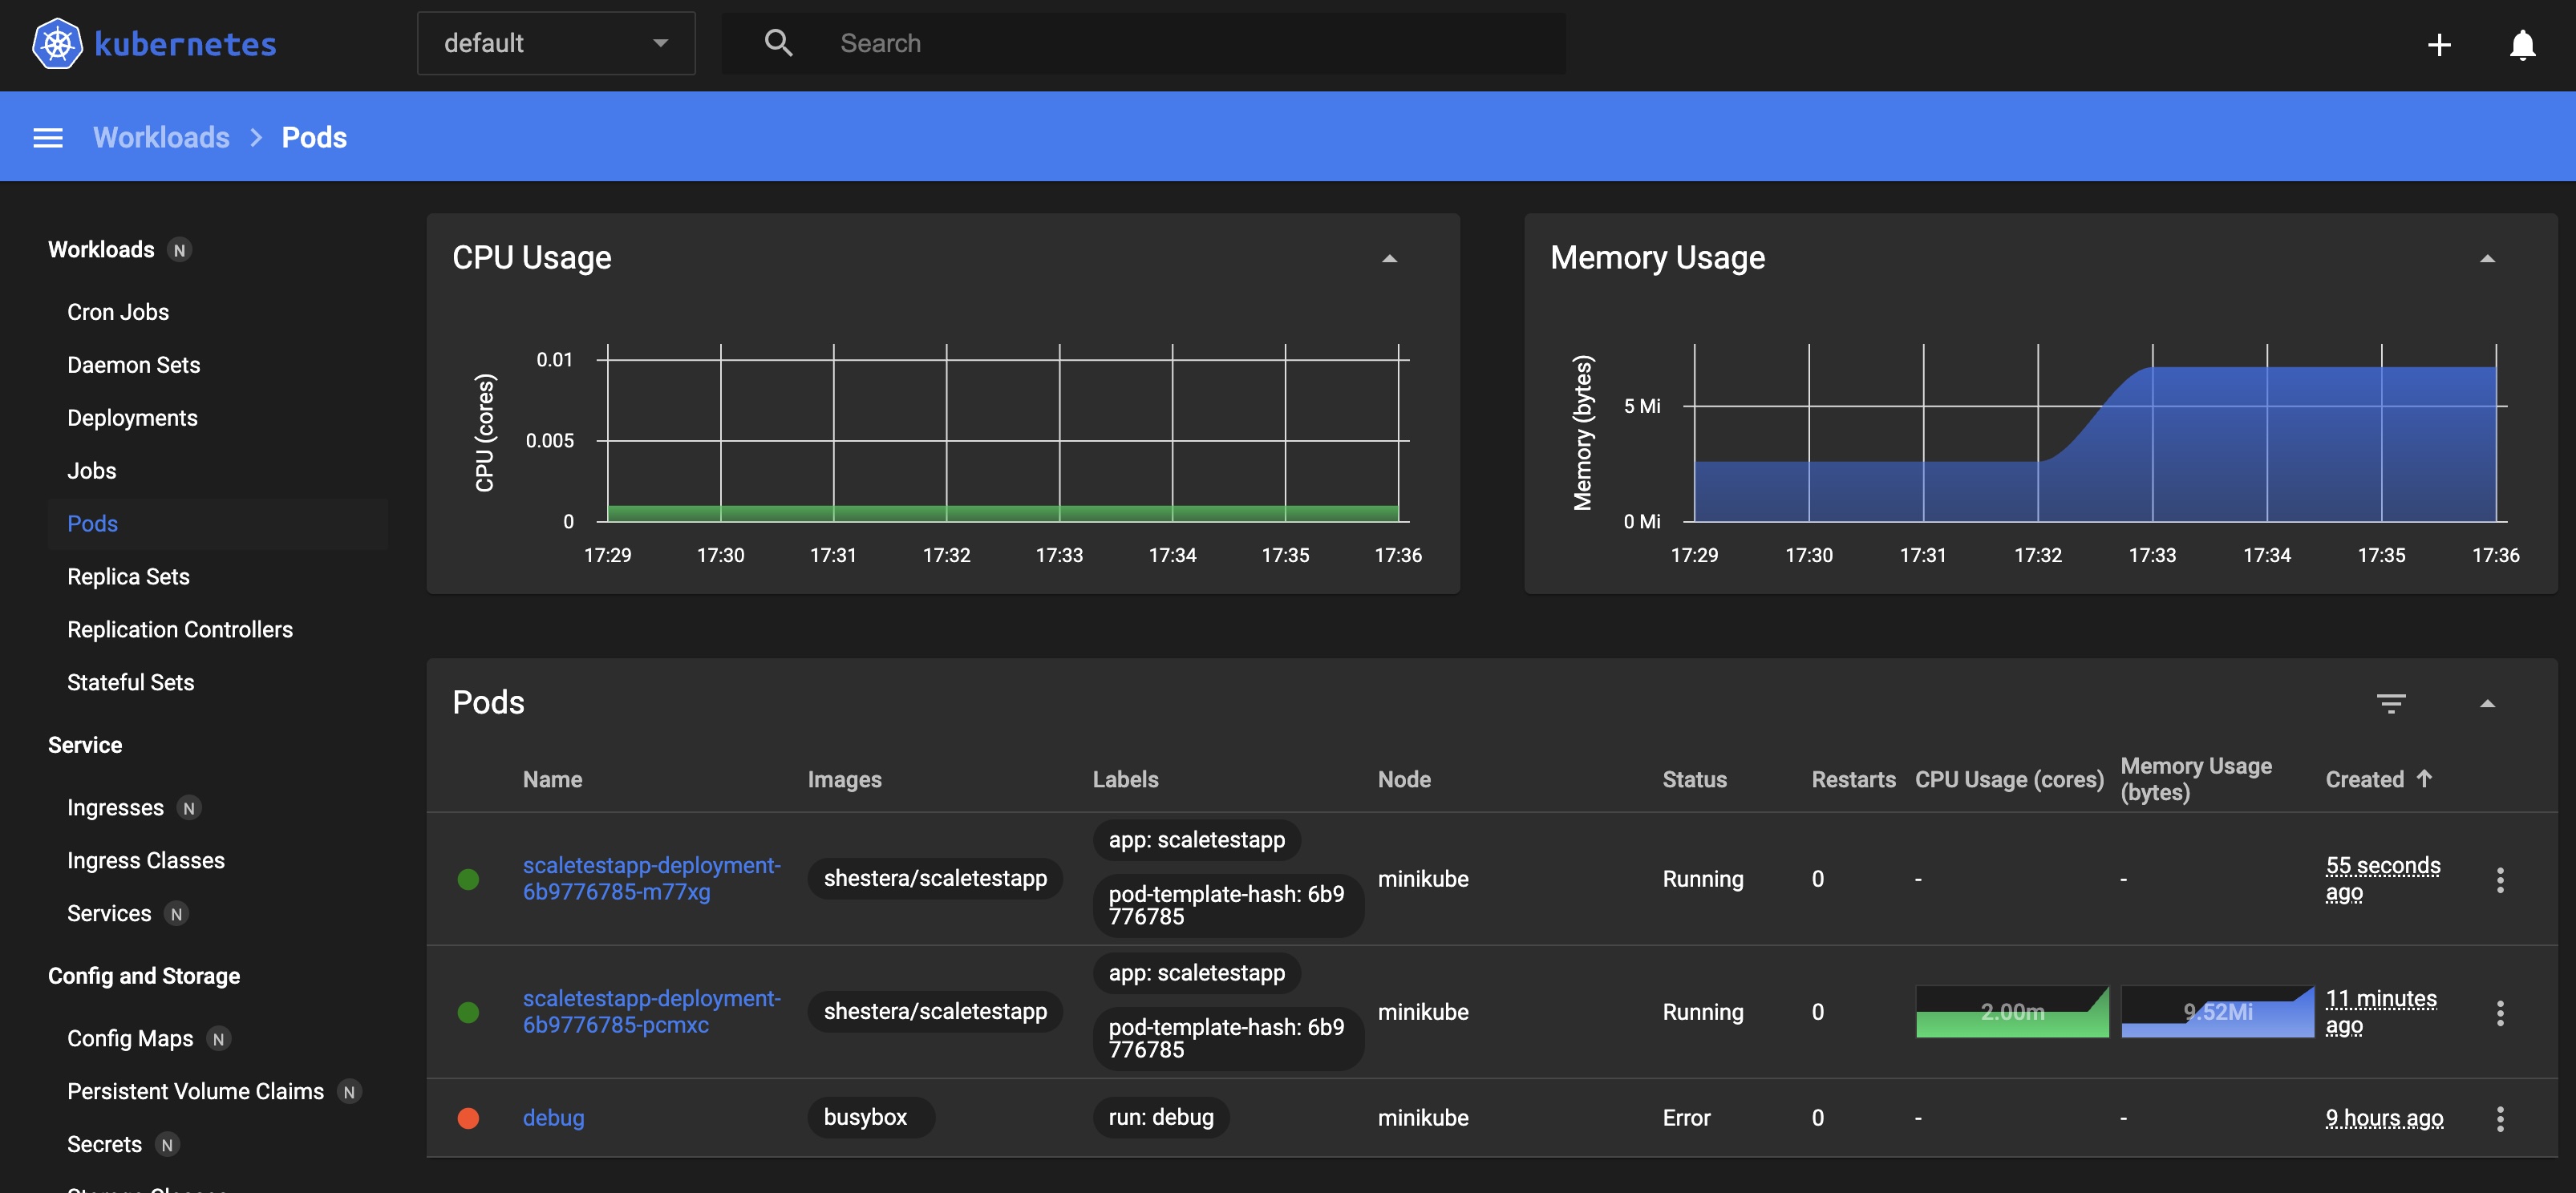 kubernetes
default
Search
Workloads
Pods
Workloads N
Cron Jobs
Daemon Sets
Deployments
Jobs
Pods
Replica Sets
Replication Controllers
Stateful Sets
Service
Ingresses N
Ingress Classes
Services N
Config and Storage
Config Maps N
Persistent Volume Claims N
Secrets N
Storage Classes
CPU Usage
CPU (cores)
0.01
0.005
0
17:29 17:30 17:31 17:32 17:33 17:34 17:35 17:36
Memory Usage
Memory (bytes)
5 Mi
0 Mi
17:29 17:30 17:31 17:32 17:33 17:34 17:35 17:36
Pods
Name
Images
Labels
Node
Status
Restarts
CPU Usage (cores)
Memory Usage
(bytes)
Created
scaletestapp-deployment-
6b9776785-m77xg
shestera/scaletestapp
app: scaletestapp
pod-template-hash: 6b9
776785
minikube
Running
0
-
-
55 seconds
ago
scaletestapp-deployment-
6b9776785-pcmxc
shestera/scaletestapp
app: scaletestapp
pod-template-hash: 6b9
776785
minikube
Running
0
2.00m
9.52Mi
11 minutes
ago
debug
busybox
run: debug
minikube
Error
0
-
-
9 hours ago